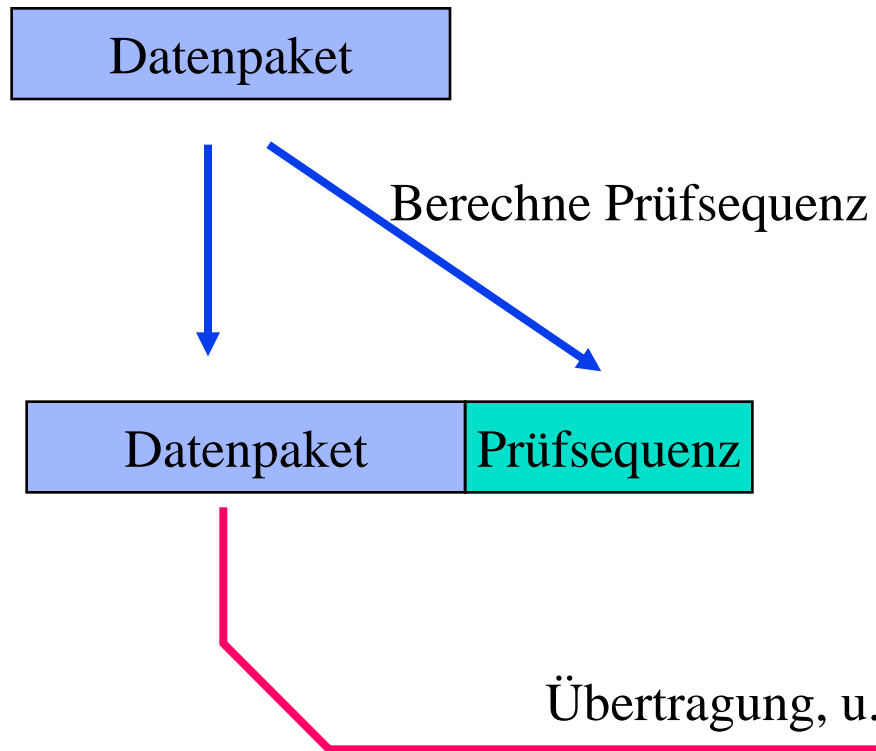 Datenpaket
Berechne Prüfsequenz
Datenpaket Prüfsequenz
Übertragung, u.